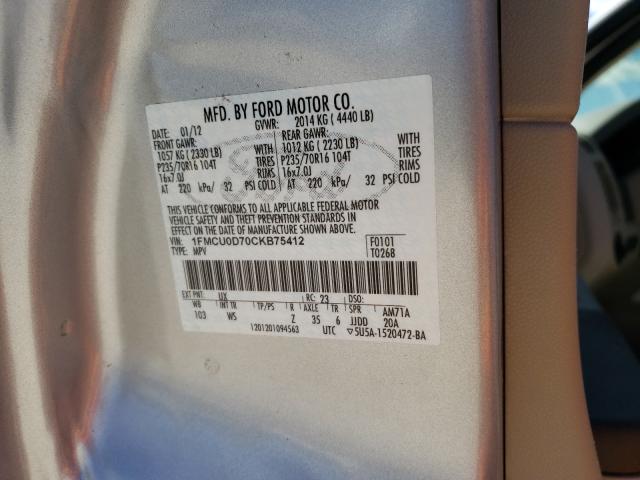 MFD. BY FORD MOTOR CO.
DATE: 01/12 GVWR: 2014 KG ( 4440 LB)
FRONT GAWR: REAR GAWR:
1057 KG ( 2330 LB) WITH 1012 KG ( 2230 LB) WITH
P235/70R16 104T TIRES P235/70R16 104T TIRES
16x7.0J RIMS 16x7.0J RIMS
AT 220 kPa/ 32 PSI COLD AT 220 kPa/ 32 PSI COLD
THIS VEHICLE CONFORMS TO ALL APPLICABLE FEDERAL MOTOR
VEHICLE SAFETY AND THEFT PREVENTION STANDARDS IN
EFFECT ON THE DATE OF MANUFACTURE SHOWN ABOVE.
VIN: 1FMCU0D70CKB75412 F0101
TYPE: MPV T0268
EXT PNT: UX RC: 23 DSO:
WB INT TR TP/PS R AXLE TR SPR AM71A
103 WS Z 35 6 JJDD 20A
1201201094563 UTC ▽5U5A-1520472-BA